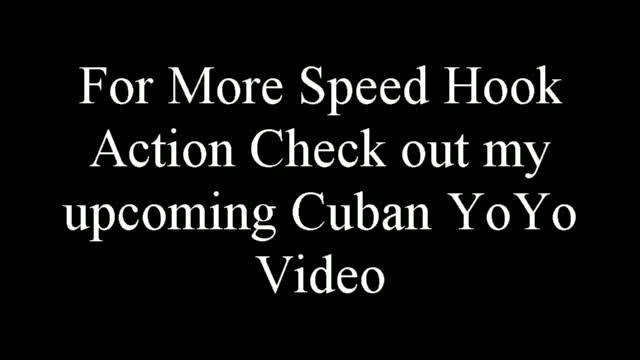 For More Speed Hook
Action Check out my
upcoming Cuban YoYo
Video